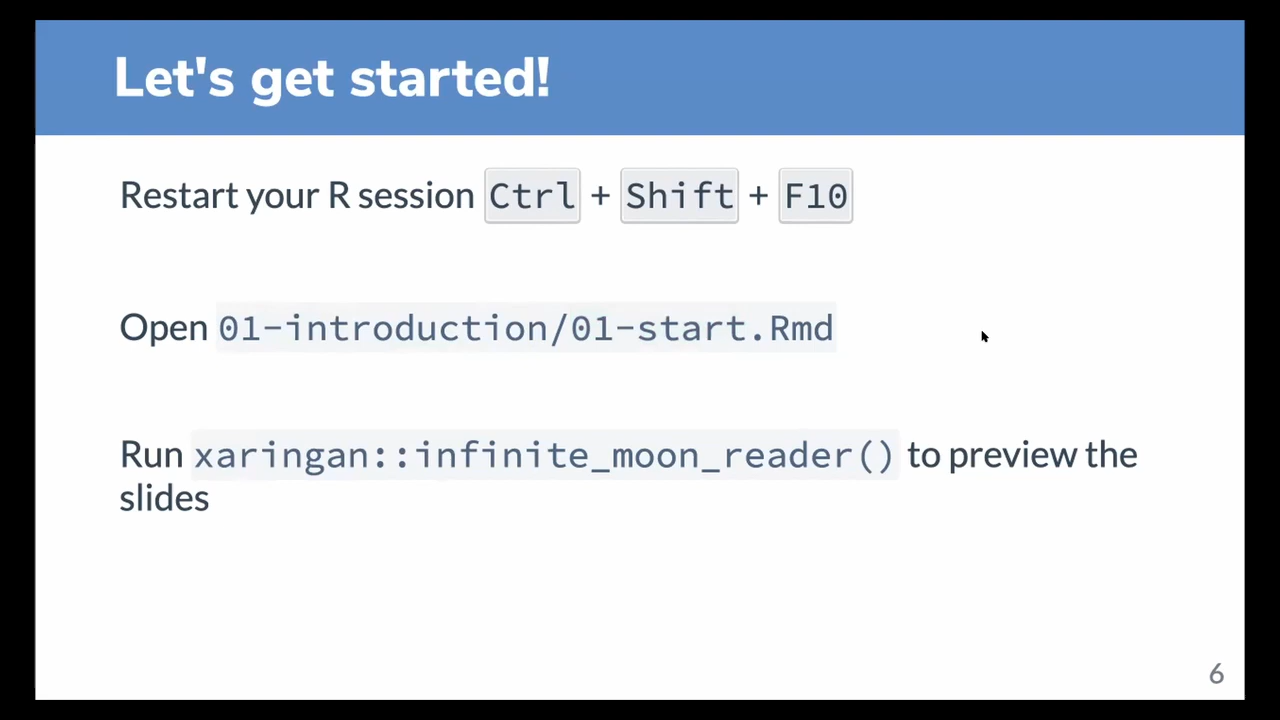 Let's get started!
Restart your R session Ctrl + Shift + F10
Open 01-introduction/01-start.Rmd
Run xaringan::infinite_moon_reader() to preview the
slides
6